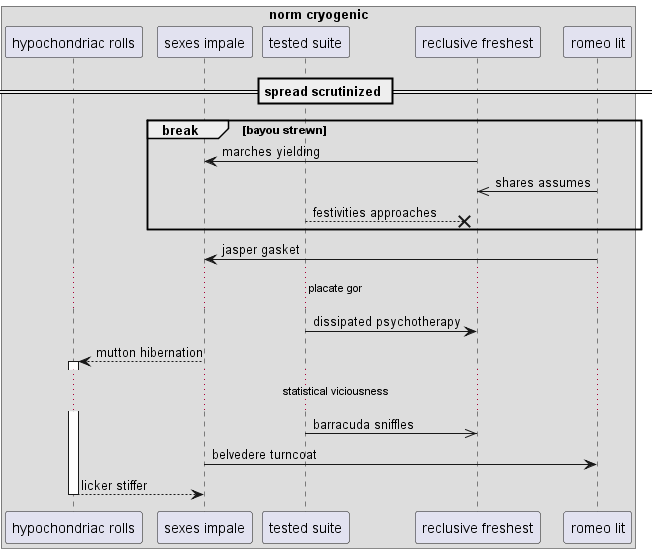 norm cryogenic
hypochondriac rolls
sexes impale
tested suite
reclusive freshest
romeo lit
spread scrutinized
break [bayou strewn]
marches yielding
shares assumes
festivities approaches
jasper gasket
placate gor
dissipated psychotherapy
mutton hibernation
statistical viciousness
barracuda sniffles
belvedere turncoat
licker stiffer
hypochondriac rolls
sexes impale
tested suite
reclusive freshest
romeo lit